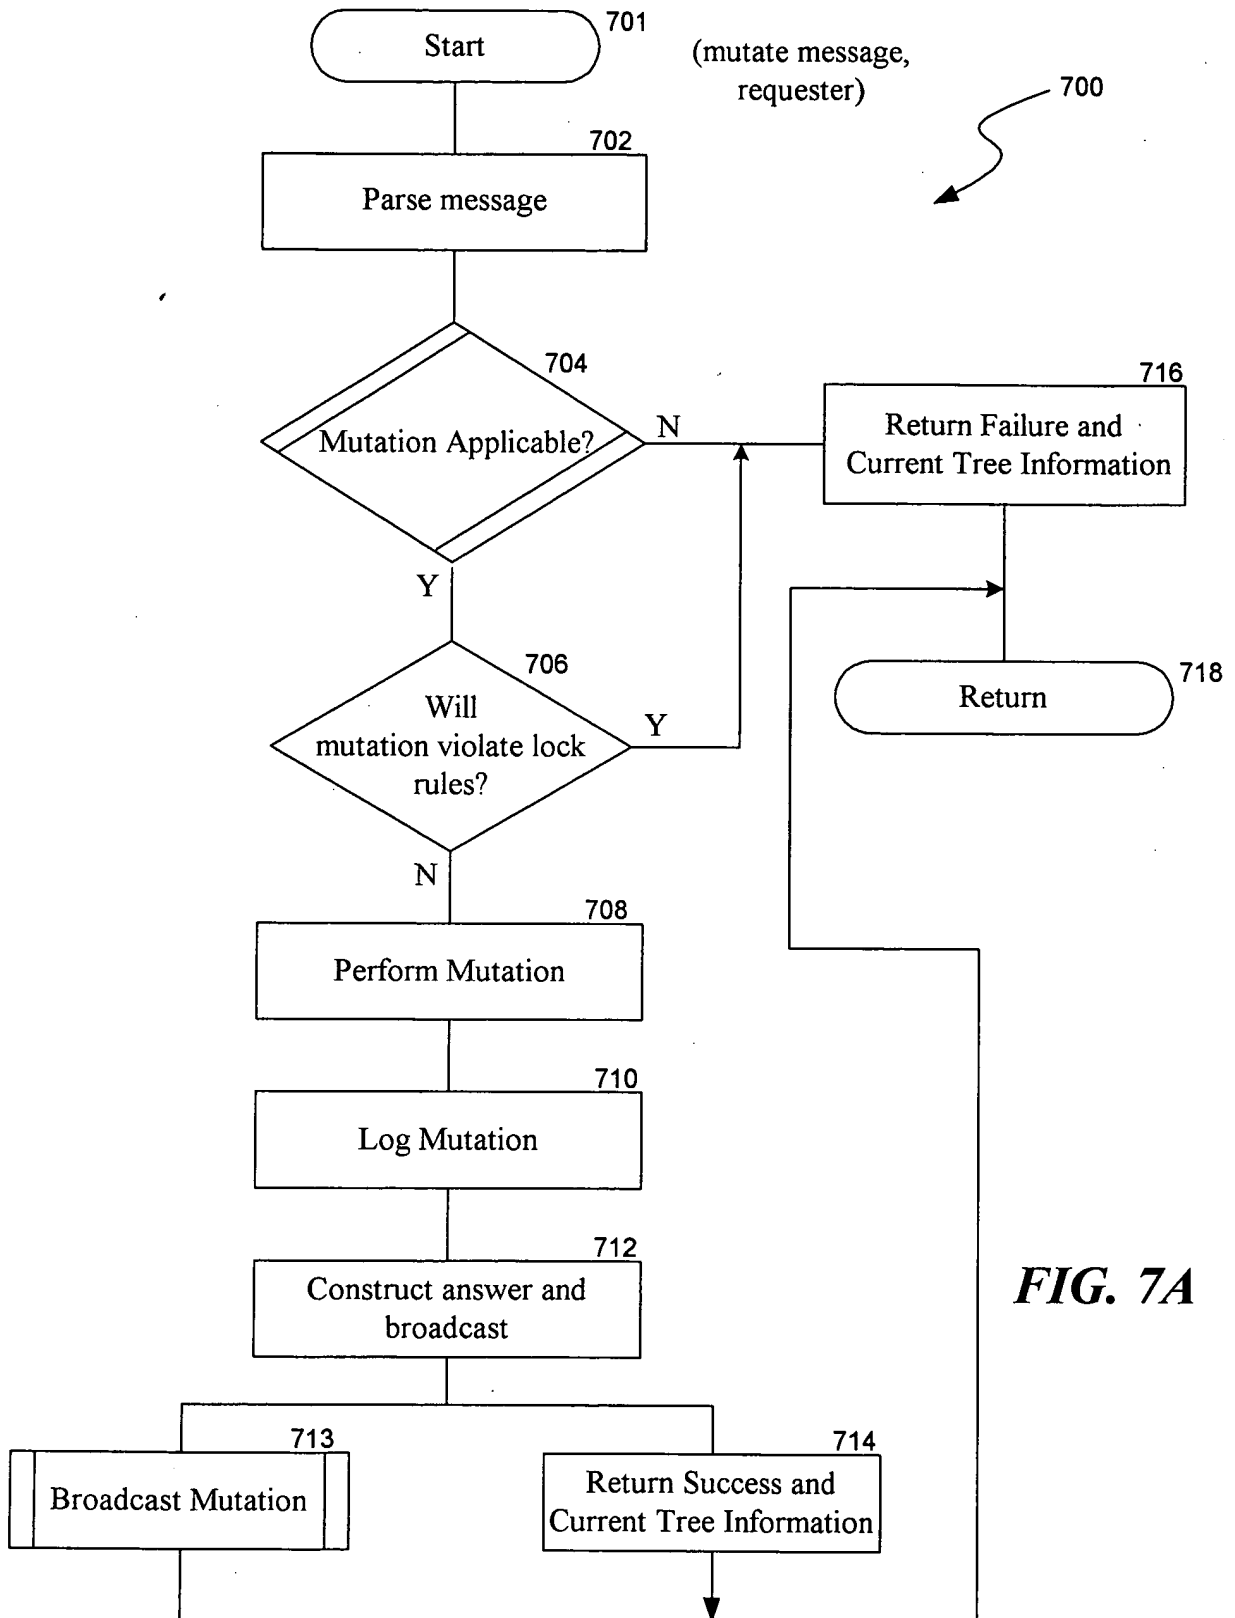 Start
701
(mutate message,
requester)
700
702
Parse message
704
Mutation Applicable?
N
716
Return Failure and
Current Tree Information
Y
706
Will
mutation violate lock
rules?
Y
718
Return
N
708
Perform Mutation
710
Log Mutation
712
Construct answer and
broadcast
FIG. 7A
713
Broadcast Mutation
714
Return Success and
Current Tree Information